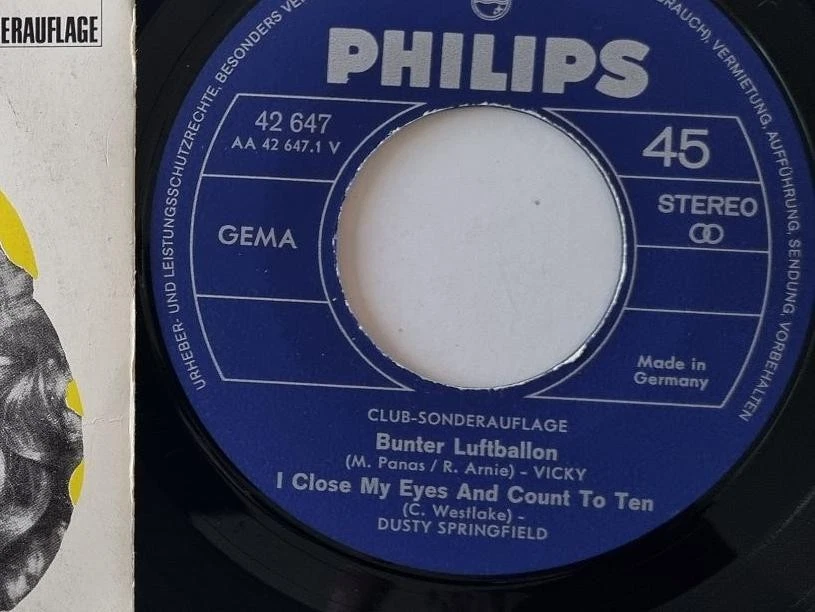 ERAUFLAGE
PHILIPS
42 647
AA 42 647.1 V
GEMA
45
STEREO
Made in
Germany
CLUB-SONDERAUFLAGE
Bunter Luftballon
(M. Panas / R. Arnie) - VICKY
I Close My Eyes And Count To Ten
(C. Westlake) -
DUSTY SPRINGFIELD
URHEBER- UND LEISTUNGSSCHUTZRECHTE, BESONDERS VE
RAUCH), VERMIETUNG, AUFFÜHRUNG, SENDUNG, VORBEHALTEN